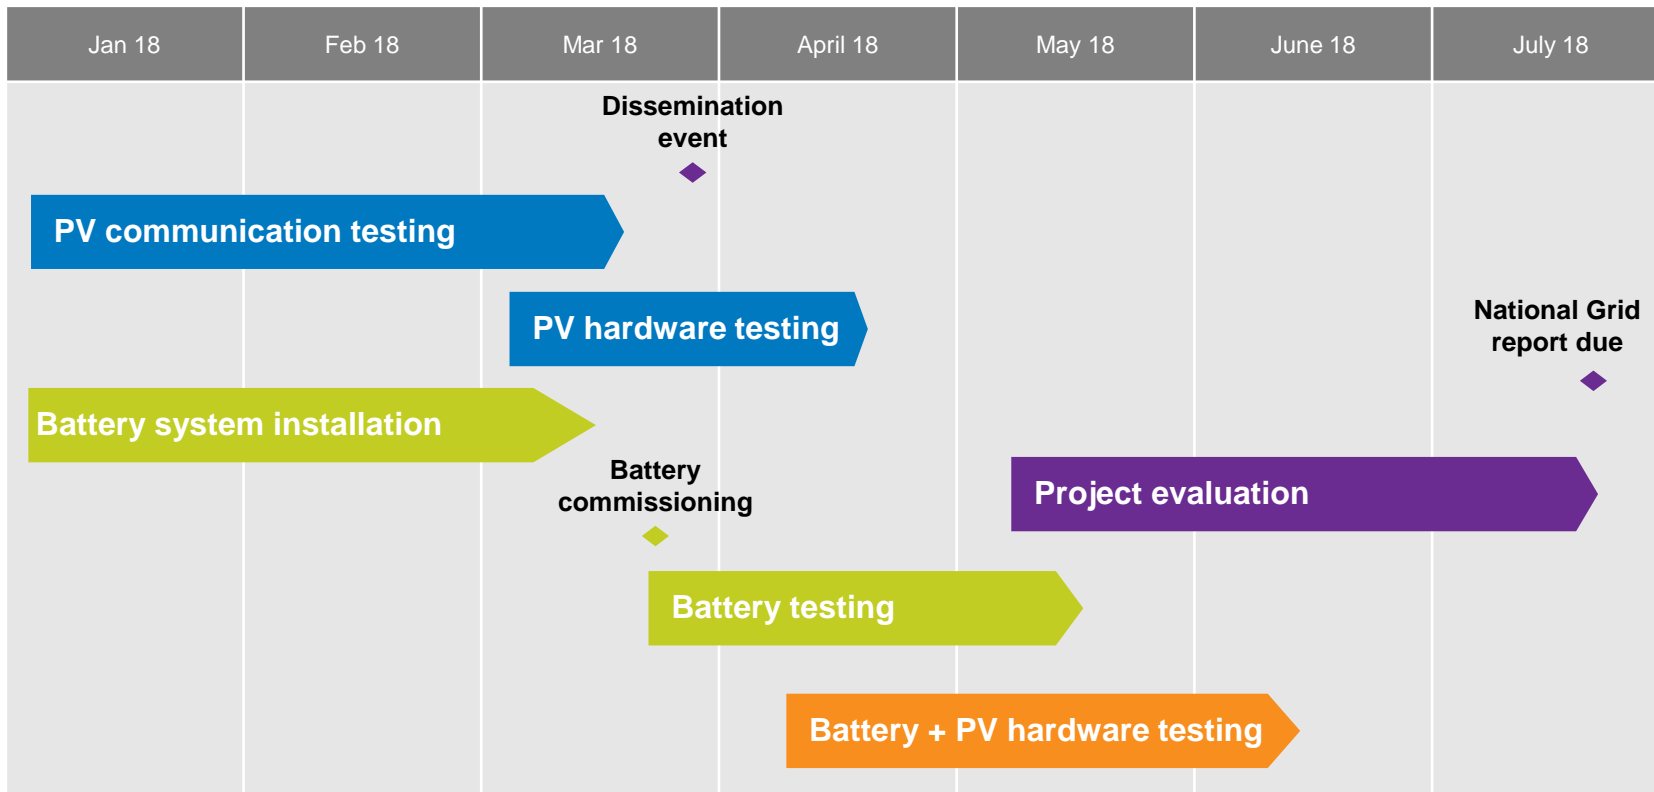 Jan 18
Feb 18
Mar 18
April 18
May 18
June 18
July 18
Dissemination
event
PV communication testing
PV hardware testing
National Grid
report due
Battery system installation
Battery
commissioning
Project evaluation
Battery testing
Battery + PV hardware testing